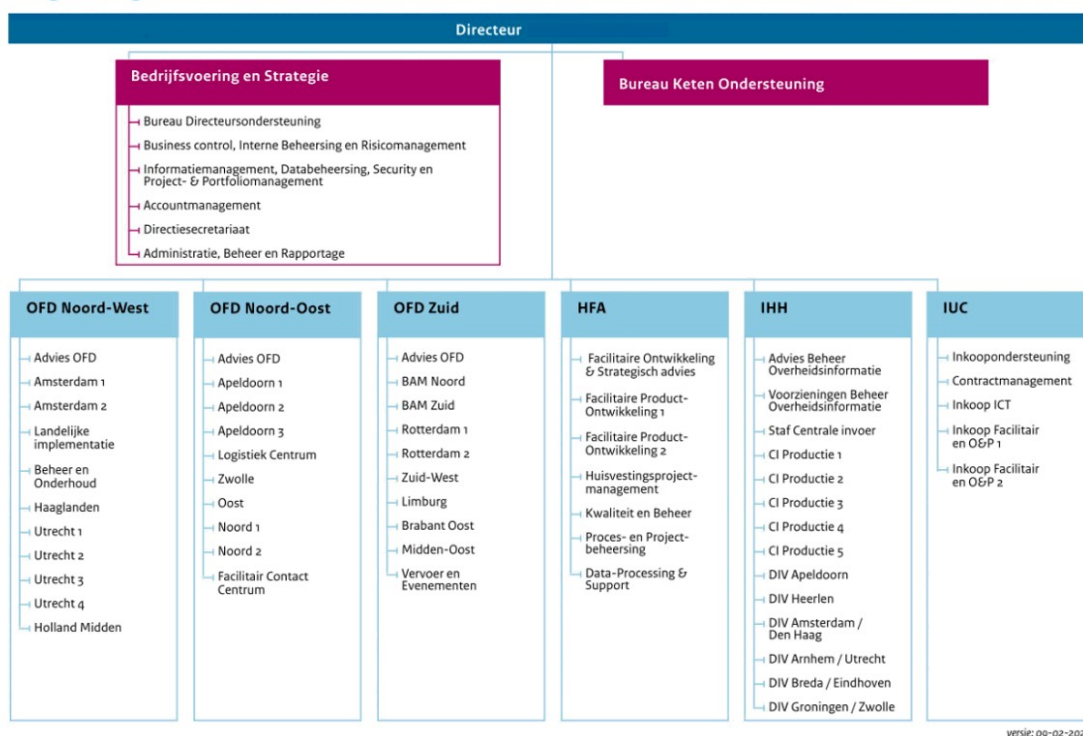 Directeur
Bedrijfsvoering en Strategie
Bureau Directeursondersteuning
Business control, Interne Beheersing en Risicomanagement
Informatiemanagement, Databeheersing, Security en
Project- & Portfoliomanagement
Accountmanagement
Directiesecretariaat
Administratie, Beheer en Rapportage
Bureau Keten Ondersteuning
OFD Noord-West
Advies OFD
Amsterdam 1
Amsterdam 2
Landelijke
implementatie
Beheer en
Onderhoud
Haaglanden
Utrecht 1
Utrecht 2
Utrecht 3
Utrecht 4
Holland Midden
OFD Noord-Oost
Advies OFD
Apeldoorn 1
Apeldoorn 2
Apeldoorn 3
Logistiek Centrum
Zwolle
Oost
Noord 1
Noord 2
Facilitair Contact
Centrum
OFD Zuid
Advies OFD
BAM Noord
BAM Zuid
Rotterdam 1
Rotterdam 2
Zuid-West
Limburg
Brabant Oost
Midden-Oost
Vervoer en
Evenementen
HFA
Facilitaire Ontwikkeling
& Strategisch advies
Facilitaire Product-
Ontwikkeling 1
Facilitaire Product-
Ontwikkeling 2
Huisvestingsproject-
management
Kwaliteit en Beheer
Proces- en Project-
beheersing
Data-Processing &
Support
IHH
Advies Beheer
Overheidsinformatie
Voorzieningen Beheer
Overheidsinformatie
Staf Centrale invoer
CI Productie 1
CI Productie 2
CI Productie 3
CI Productie 4
CI Productie 5
DIV Apeldoorn
DIV Heerlen
DIV Amsterdam /
Den Haag
DIV Arnhem / Utrecht
DIV Breda / Eindhoven
DIV Groningen / Zwolle
IUC
Inkoopondersteuning
Contractmanagement
Inkoop ICT
Inkoop Facilitair
en O&P 1
Inkoop Facilitair
en O&P 2
versie: 09-02-202